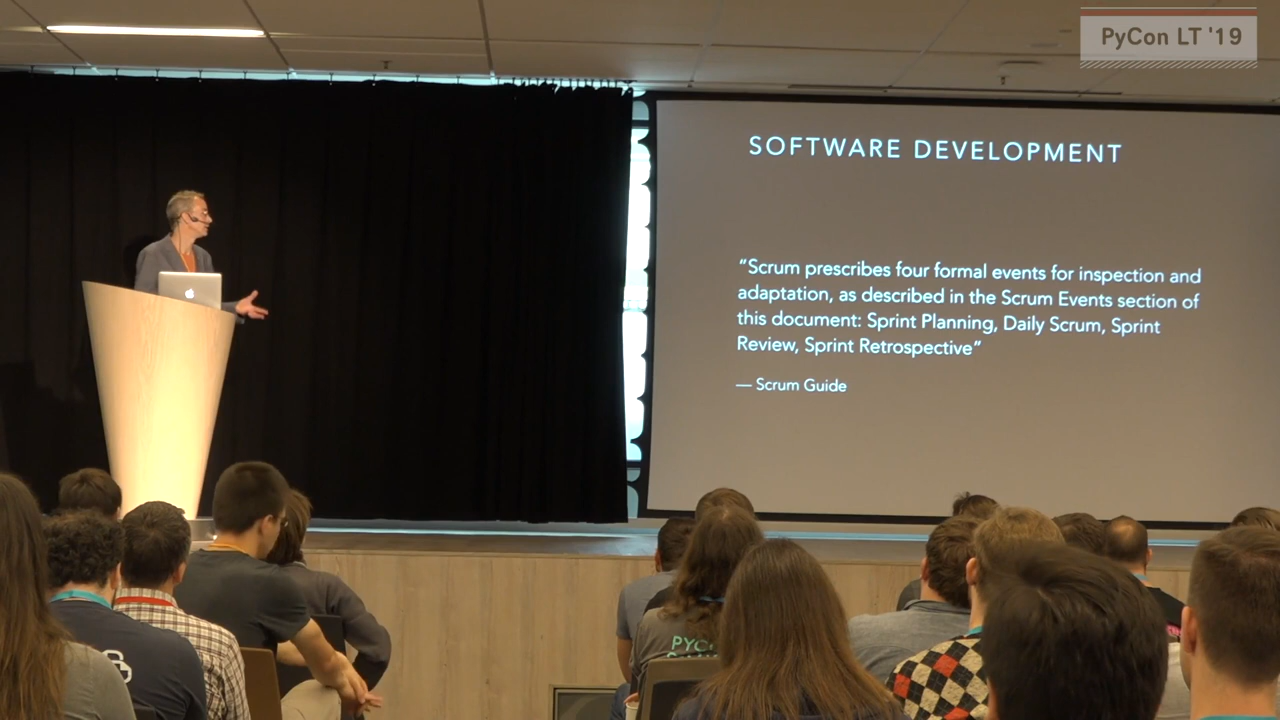 PyCon LT '19
SOFTWARE DEVELOPMENT
"Scrum prescribes four formal events for inspection and
adaptation, as described in the Scrum Events section of
this document: Sprint Planning, Daily Scrum, Sprint
Review, Sprint Retrospective"
— Scrum Guide